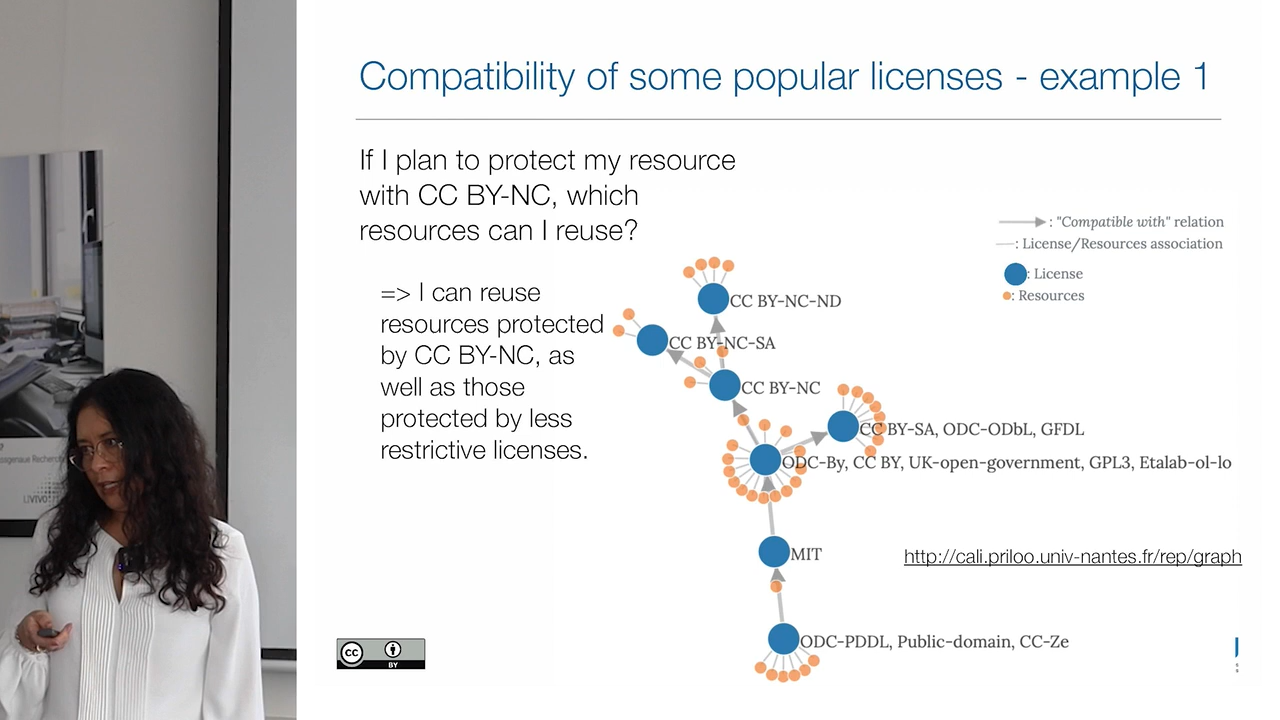 Compatibility of some popular licenses - example 1
If I plan to protect my resource
with CC BY-NC, which
resources can I reuse?
=> I can reuse
resources protected
by CC BY-NC, as
well as those
protected by less
restrictive licenses.
: "Compatible with" relation
: License/Resources association
: License
: Resources
CC BY-NC-ND
CC BY-NC-SA
CC BY-NC
CC BY-SA, ODC-ODbL, GFDL
ODC-By, CC BY, UK-open-government, GPL3, Etalab-ol-lo
MIT
http://cali.priloo.univ-nantes.fr/rep/graph
ODC-PDDL, Public-domain, CC-Ze
cc
BY
LIVIVO